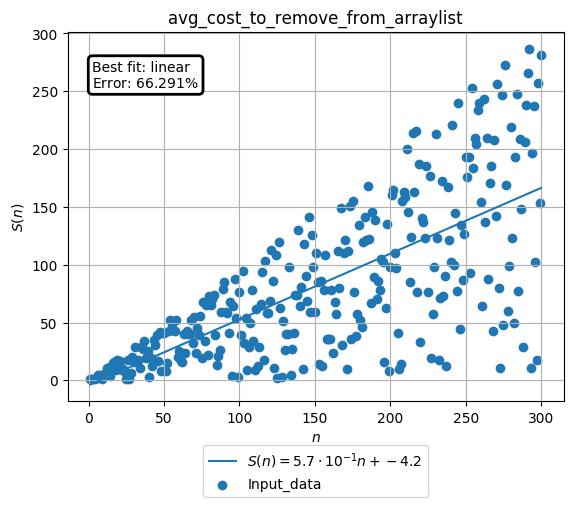 avg_cost_to_remove_from_arraylist
Best fit: linear
Error: 66.291%
300
250
200
150
100
50
0
S(n)
0 50 100 150 200 250 300
n
S(n) = 5.7 · 10⁻¹n + −4.2
Input_data